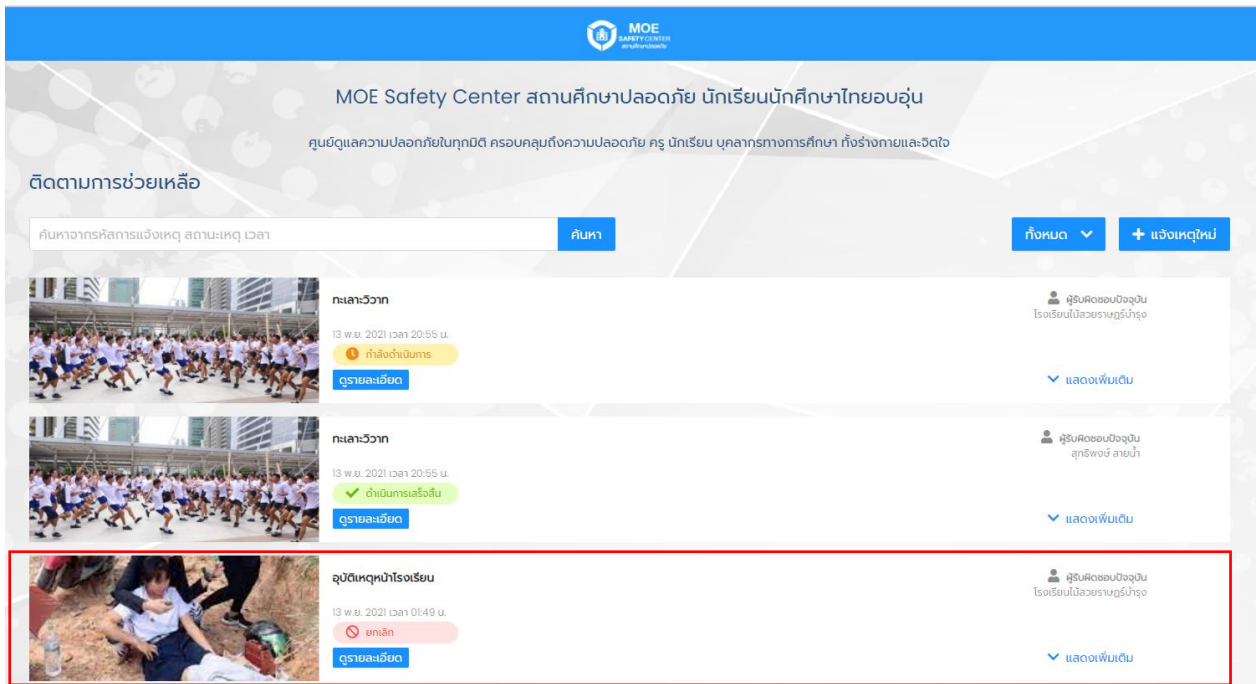 MOE
SAFETY CENTER
สถานศึกษาปลอดภัย
MOE Safety Center สถานศึกษาปลอดภัย นักเรียนนักศึกษาไทยอบอุ่น
ศูนย์ดูแลความปลอดภัยในทุกมิติ ครอบคลุมถึงความปลอดภัย ครู นักเรียน บุคลากรทางการศึกษา ทั้งร่างกายและจิตใจ
ติดตามการช่วยเหลือ
ค้นหาจากรหัสการแจ้งเหตุ สถานะเหตุ เวลา
ค้นหา
ทั้งหมด
+ แจ้งเหตุใหม่
ทะเลาะวิวาท
ผู้รับผิดชอบปัจจุบัน
โรงเรียนไม้สวยราษฎร์บำรุง
13 พ.ย. 2021 เวลา 20:55 น.
กำลังดำเนินการ
ดูรายละเอียด
แสดงเพิ่มเติม
ทะเลาะวิวาท
ผู้รับผิดชอบปัจจุบัน
สุทธิพงษ์ สายน้ำ
13 พ.ย. 2021 เวลา 20:55 น.
ดำเนินการเสร็จสิ้น
ดูรายละเอียด
แสดงเพิ่มเติม
อุบัติเหตุหน้าโรงเรียน
ผู้รับผิดชอบปัจจุบัน
โรงเรียนไม้สวยราษฎร์บำรุง
13 พ.ย. 2021 เวลา 01:49 น.
ยกเลิก
ดูรายละเอียด
แสดงเพิ่มเติม